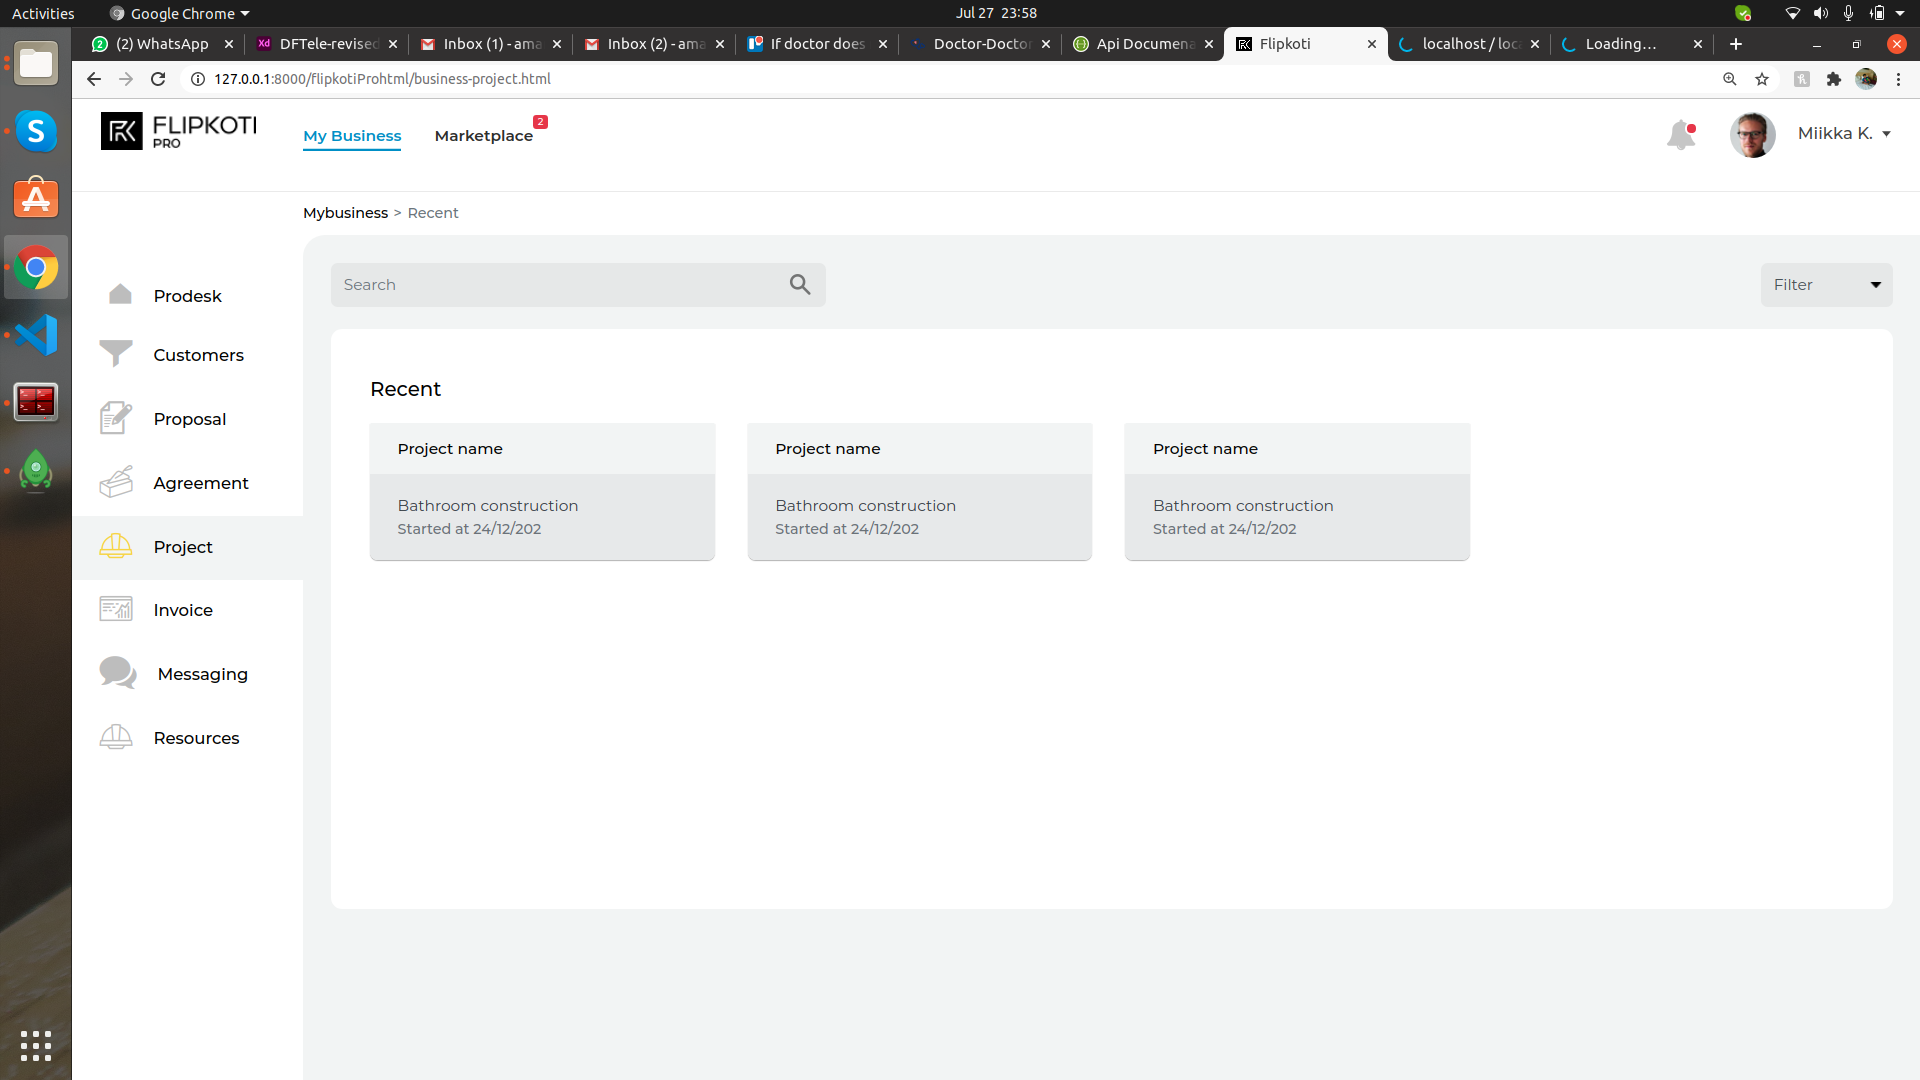 Activities
Google Chrome
Jul 27 23:58
(2) WhatsApp
DFTele-revised
Inbox (1) - ama
Inbox (2) - ama
If doctor does
Doctor-Doctor
Api Documena
Flipkoti
localhost / loc
Loading...
127.0.0.1:8000/flipkotiProhtml/business-project.html
FLIPKOTI
PRO
My Business
Marketplace
2
Miikka K.
Mybusiness > Recent
Search
Filter
Prodesk
Customers
Proposal
Agreement
Project
Invoice
Messaging
Resources
Recent
Project name
Bathroom construction
Started at 24/12/202
Project name
Bathroom construction
Started at 24/12/202
Project name
Bathroom construction
Started at 24/12/202